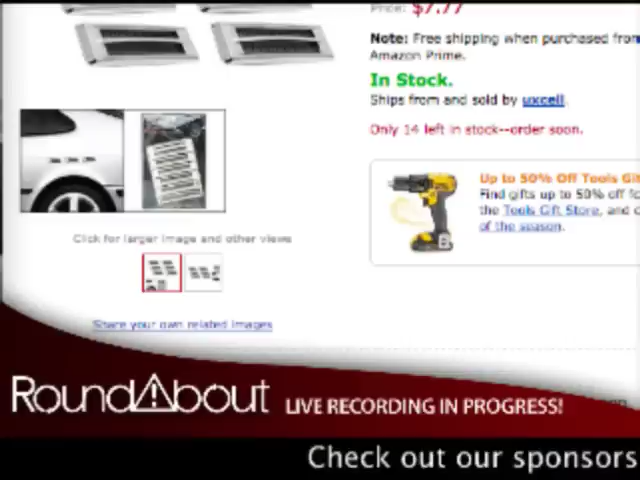 Price: $7.77
Note: Free shipping when purchased from
Amazon Prime.
In Stock.
Ships from and sold by uxcell.
Only 14 left in stock--order soon.
Up to 50% Off Tools Gif
Find gifts up to 50% off fo
the Tools Gift Store, and
of the season.
Click for larger image and other views
Share your own related images
RoundAbout LIVE RECORDING IN PROGRESS!
Check out our sponsors